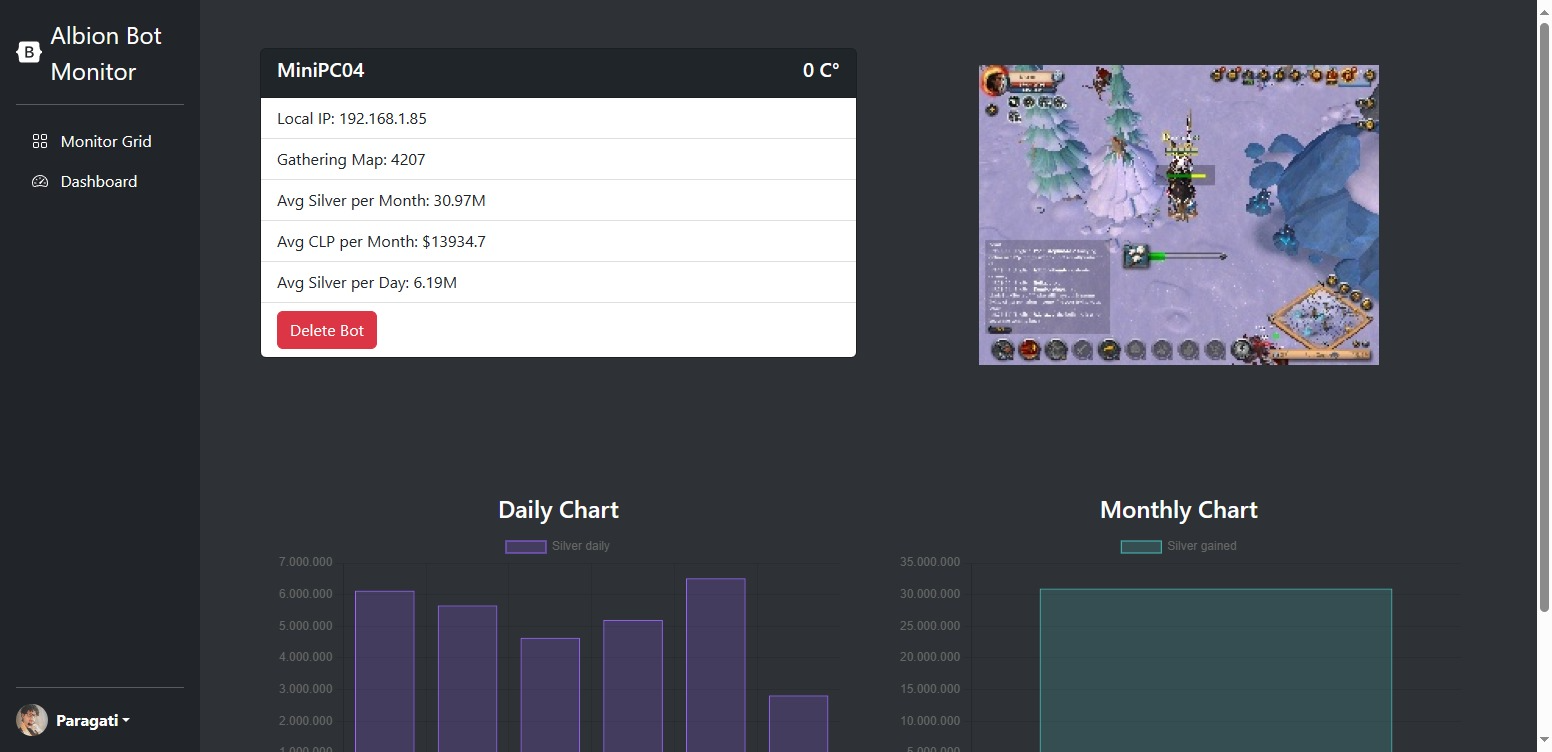 Albion Bot
Monitor
Monitor Grid
Dashboard
Paragati
MiniPC04
0 C°
Local IP: 192.168.1.85
Gathering Map: 4207
Avg Silver per Month: 30.97M
Avg CLP per Month: $13934.7
Avg Silver per Day: 6.19M
Delete Bot
Daily Chart
Silver daily
7.000.000
6.000.000
5.000.000
4.000.000
3.000.000
2.000.000
1.000.000
Monthly Chart
Silver gained
35.000.000
30.000.000
25.000.000
20.000.000
15.000.000
10.000.000
5.000.000